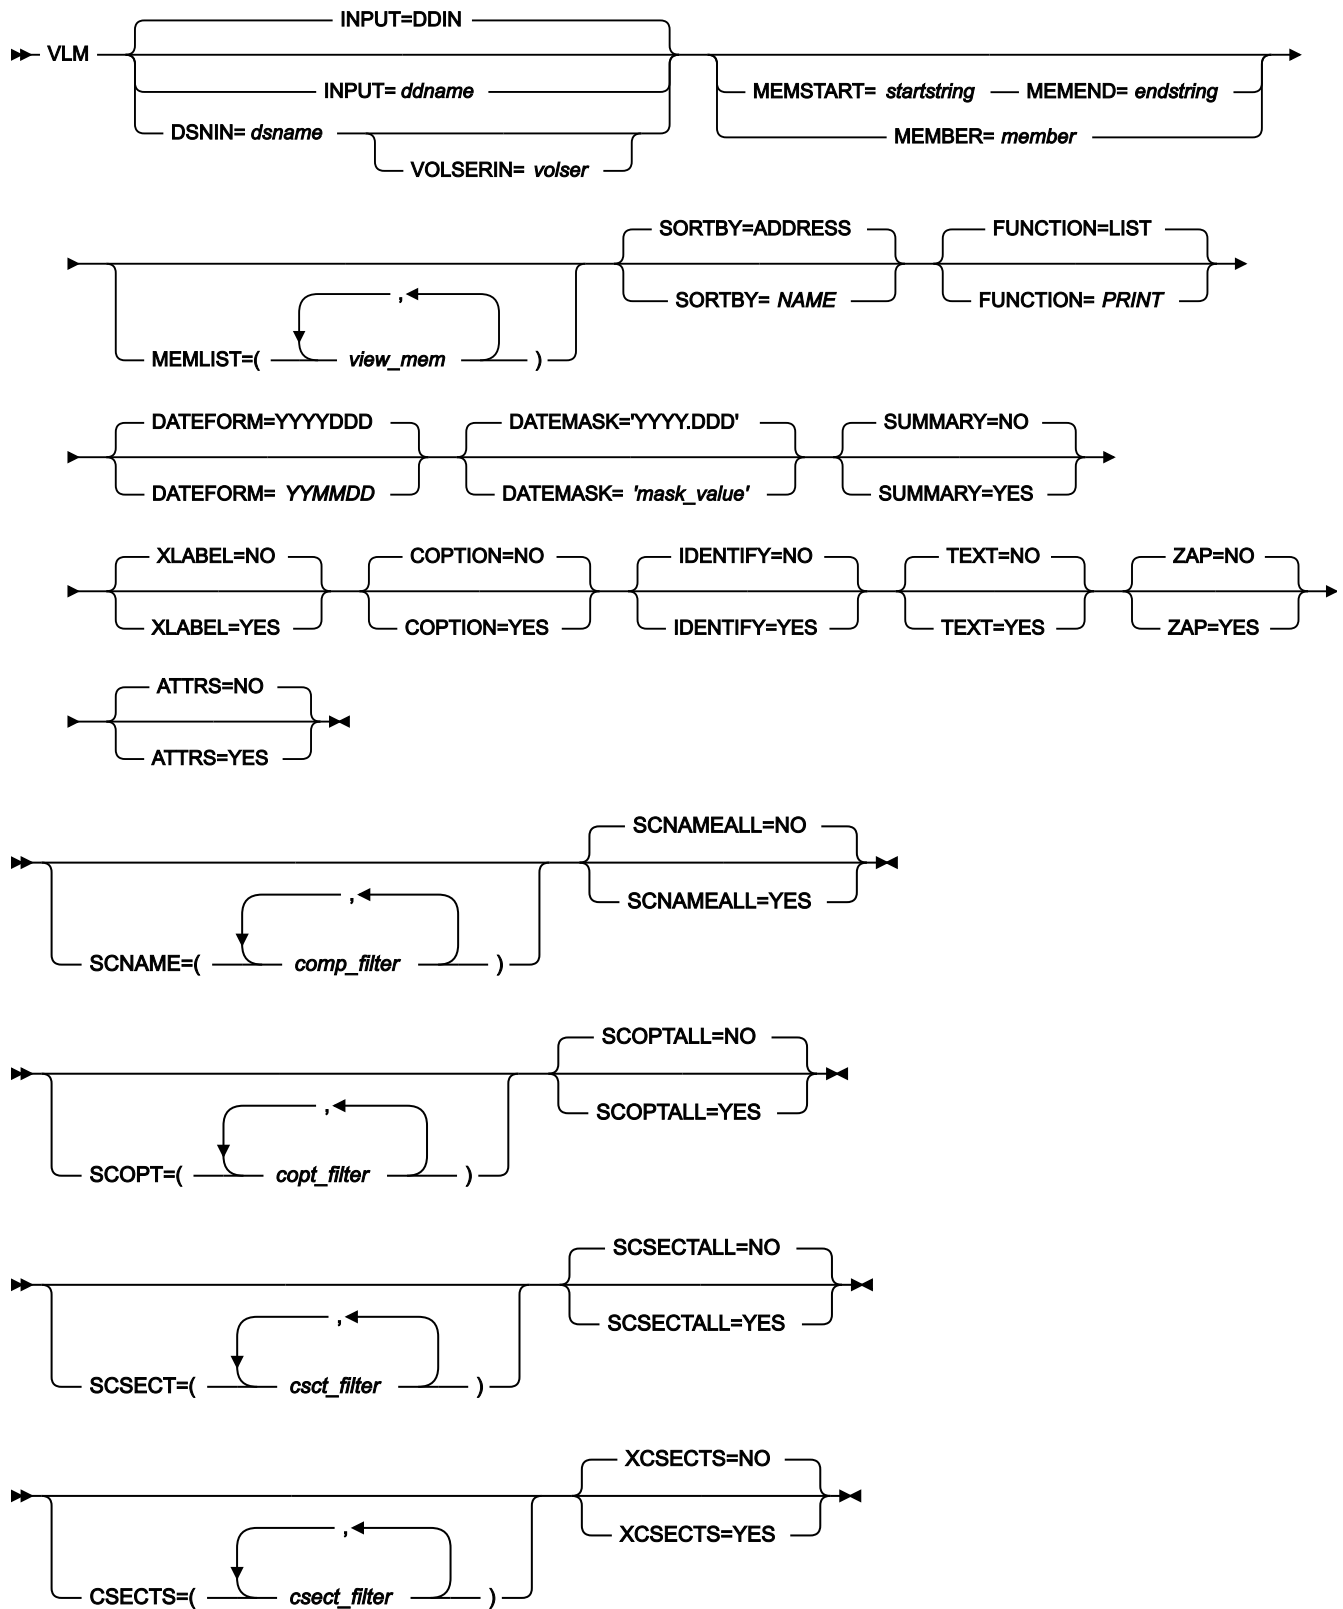 INPUT=DDIN
VLM
INPUT= ddname
MEMSTART= startstring MEMEND= endstring
DSNIN= dsname
MEMBER= member
VOLSERIN= volser
SORTBY=ADDRESS FUNCTION=LIST
,
SORTBY= NAME FUNCTION= PRINT
MEMLIST=( view_mem )
DATEFORM=YYYYDDD DATEMASK='YYYY.DDD' SUMMARY=NO
DATEFORM= YYMMDD DATEMASK= 'mask_value' SUMMARY=YES
XLABEL=NO COPTION=NO IDENTIFY=NO TEXT=NO ZAP=NO
XLABEL=YES COPTION=YES IDENTIFY=YES TEXT=YES ZAP=YES
ATTRS=NO
ATTRS=YES
SCNAMEALL=NO
,
SCNAMEALL=YES
SCNAME=( comp_filter )
SCOPTALL=NO
,
SCOPTALL=YES
SCOPT=( copt_filter )
SCSECTALL=NO
,
SCSECTALL=YES
SCSECT=( csct_filter )
XCSECTS=NO
,
XCSECTS=YES
CSECTS=( csect_filter )